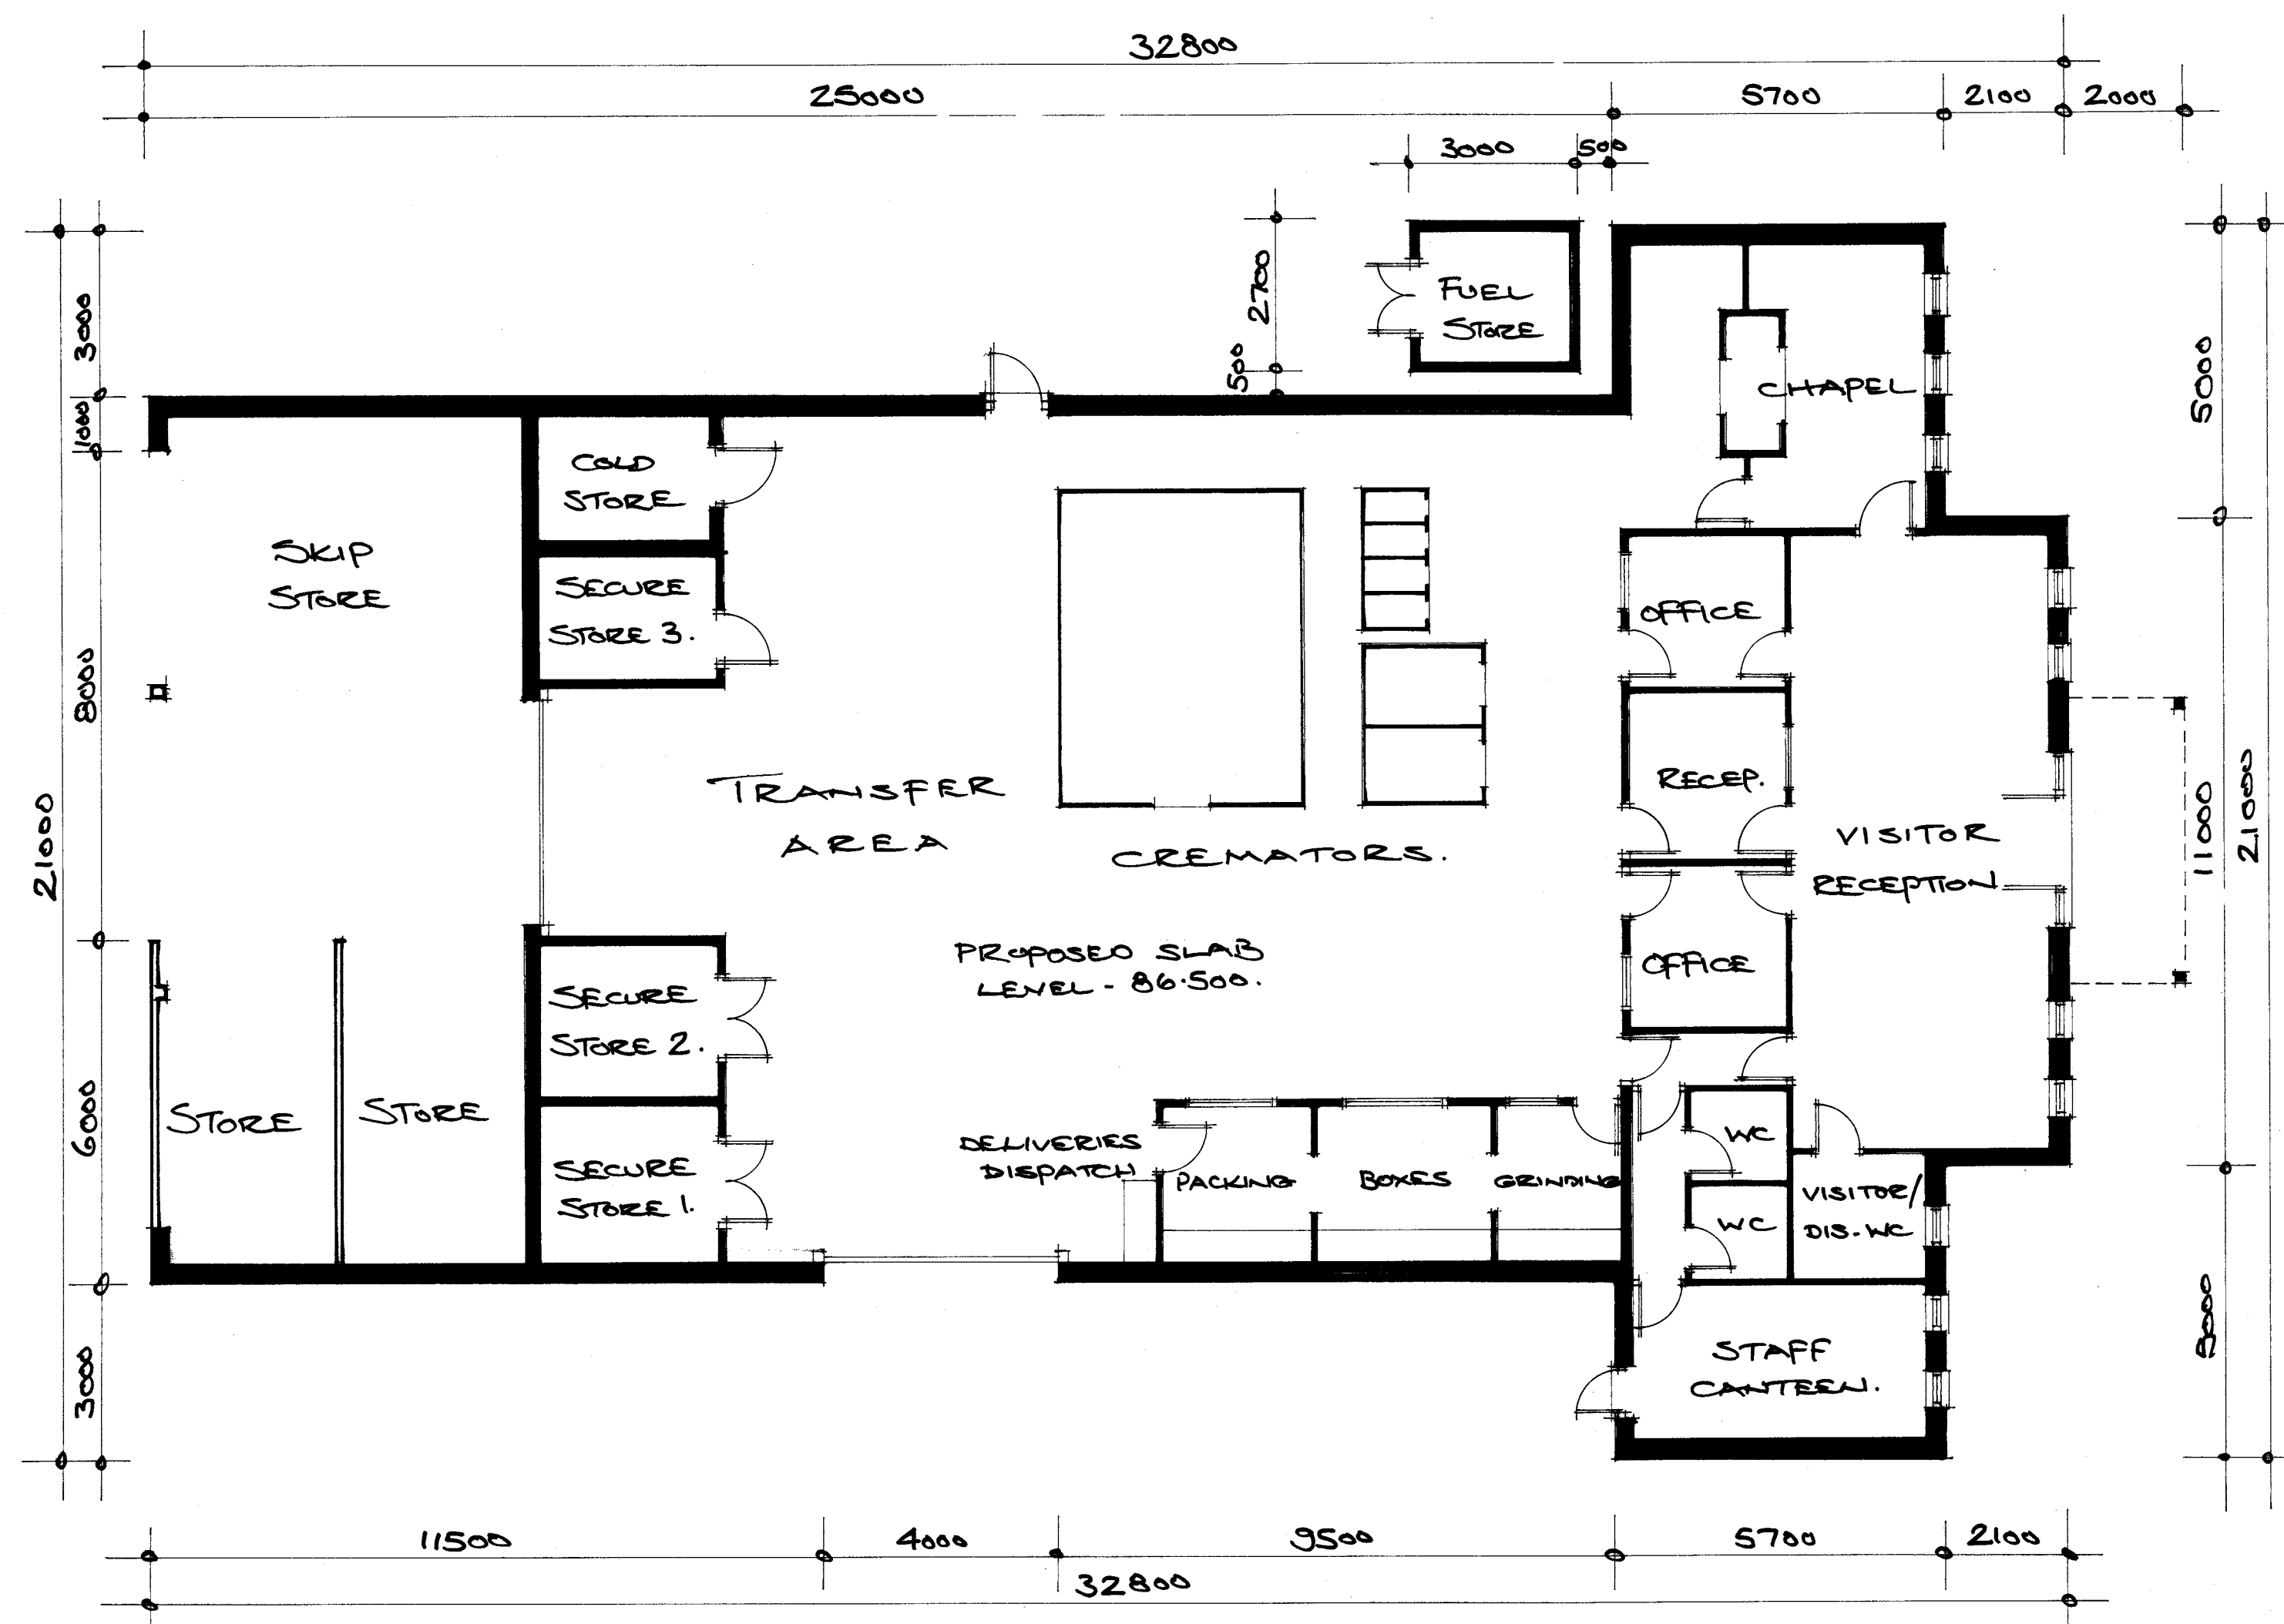 32800
25000
5700
2100
2000
3000
500
2700
500
FUEL
STORE
3000
1000
8000
21000
6000
3000
5000
11000
21000
5000
CHAPEL
COLD
STORE
SKIP
STORE
SECURE
STORE 3.
OFFICE
RECEP.
TRANSFER
AREA
CREMATORS.
VISITOR
RECEPTION
PROPOSED SLAB
LEVEL - 86.500.
OFFICE
SECURE
STORE 2.
STORE
STORE
DELIVERIES
DISPATCH
PACKING
BOXES
GRINDING
WC
SECURE
STORE 1.
WC
VISITOR/
DIS. WC
STAFF
CANTEEN.
11500
4000
9500
5700
2100
32800